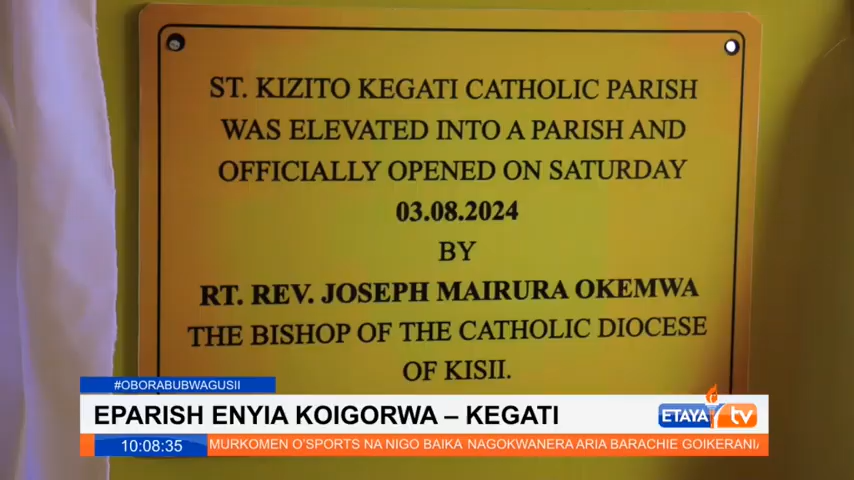 ST. KIZITO KEGATI CATHOLIC PARISH
WAS ELEVATED INTO A PARISH AND
OFFICIALLY OPENED ON SATURDAY
03.08.2024
BY
RT. REV. JOSEPH MAIRURA OKEMWA
THE BISHOP OF THE CATHOLIC DIOCESE
OF KISII.
#OBORABUBWAGUSII
EPARISH ENYIA KOIGORWA – KEGATI
ETAYA tv
10:08:35
MURKOMEN O'SPORTS NA NIGO BAIKA NAGOKWANERA ARIA BARACHIE GOIKERANI